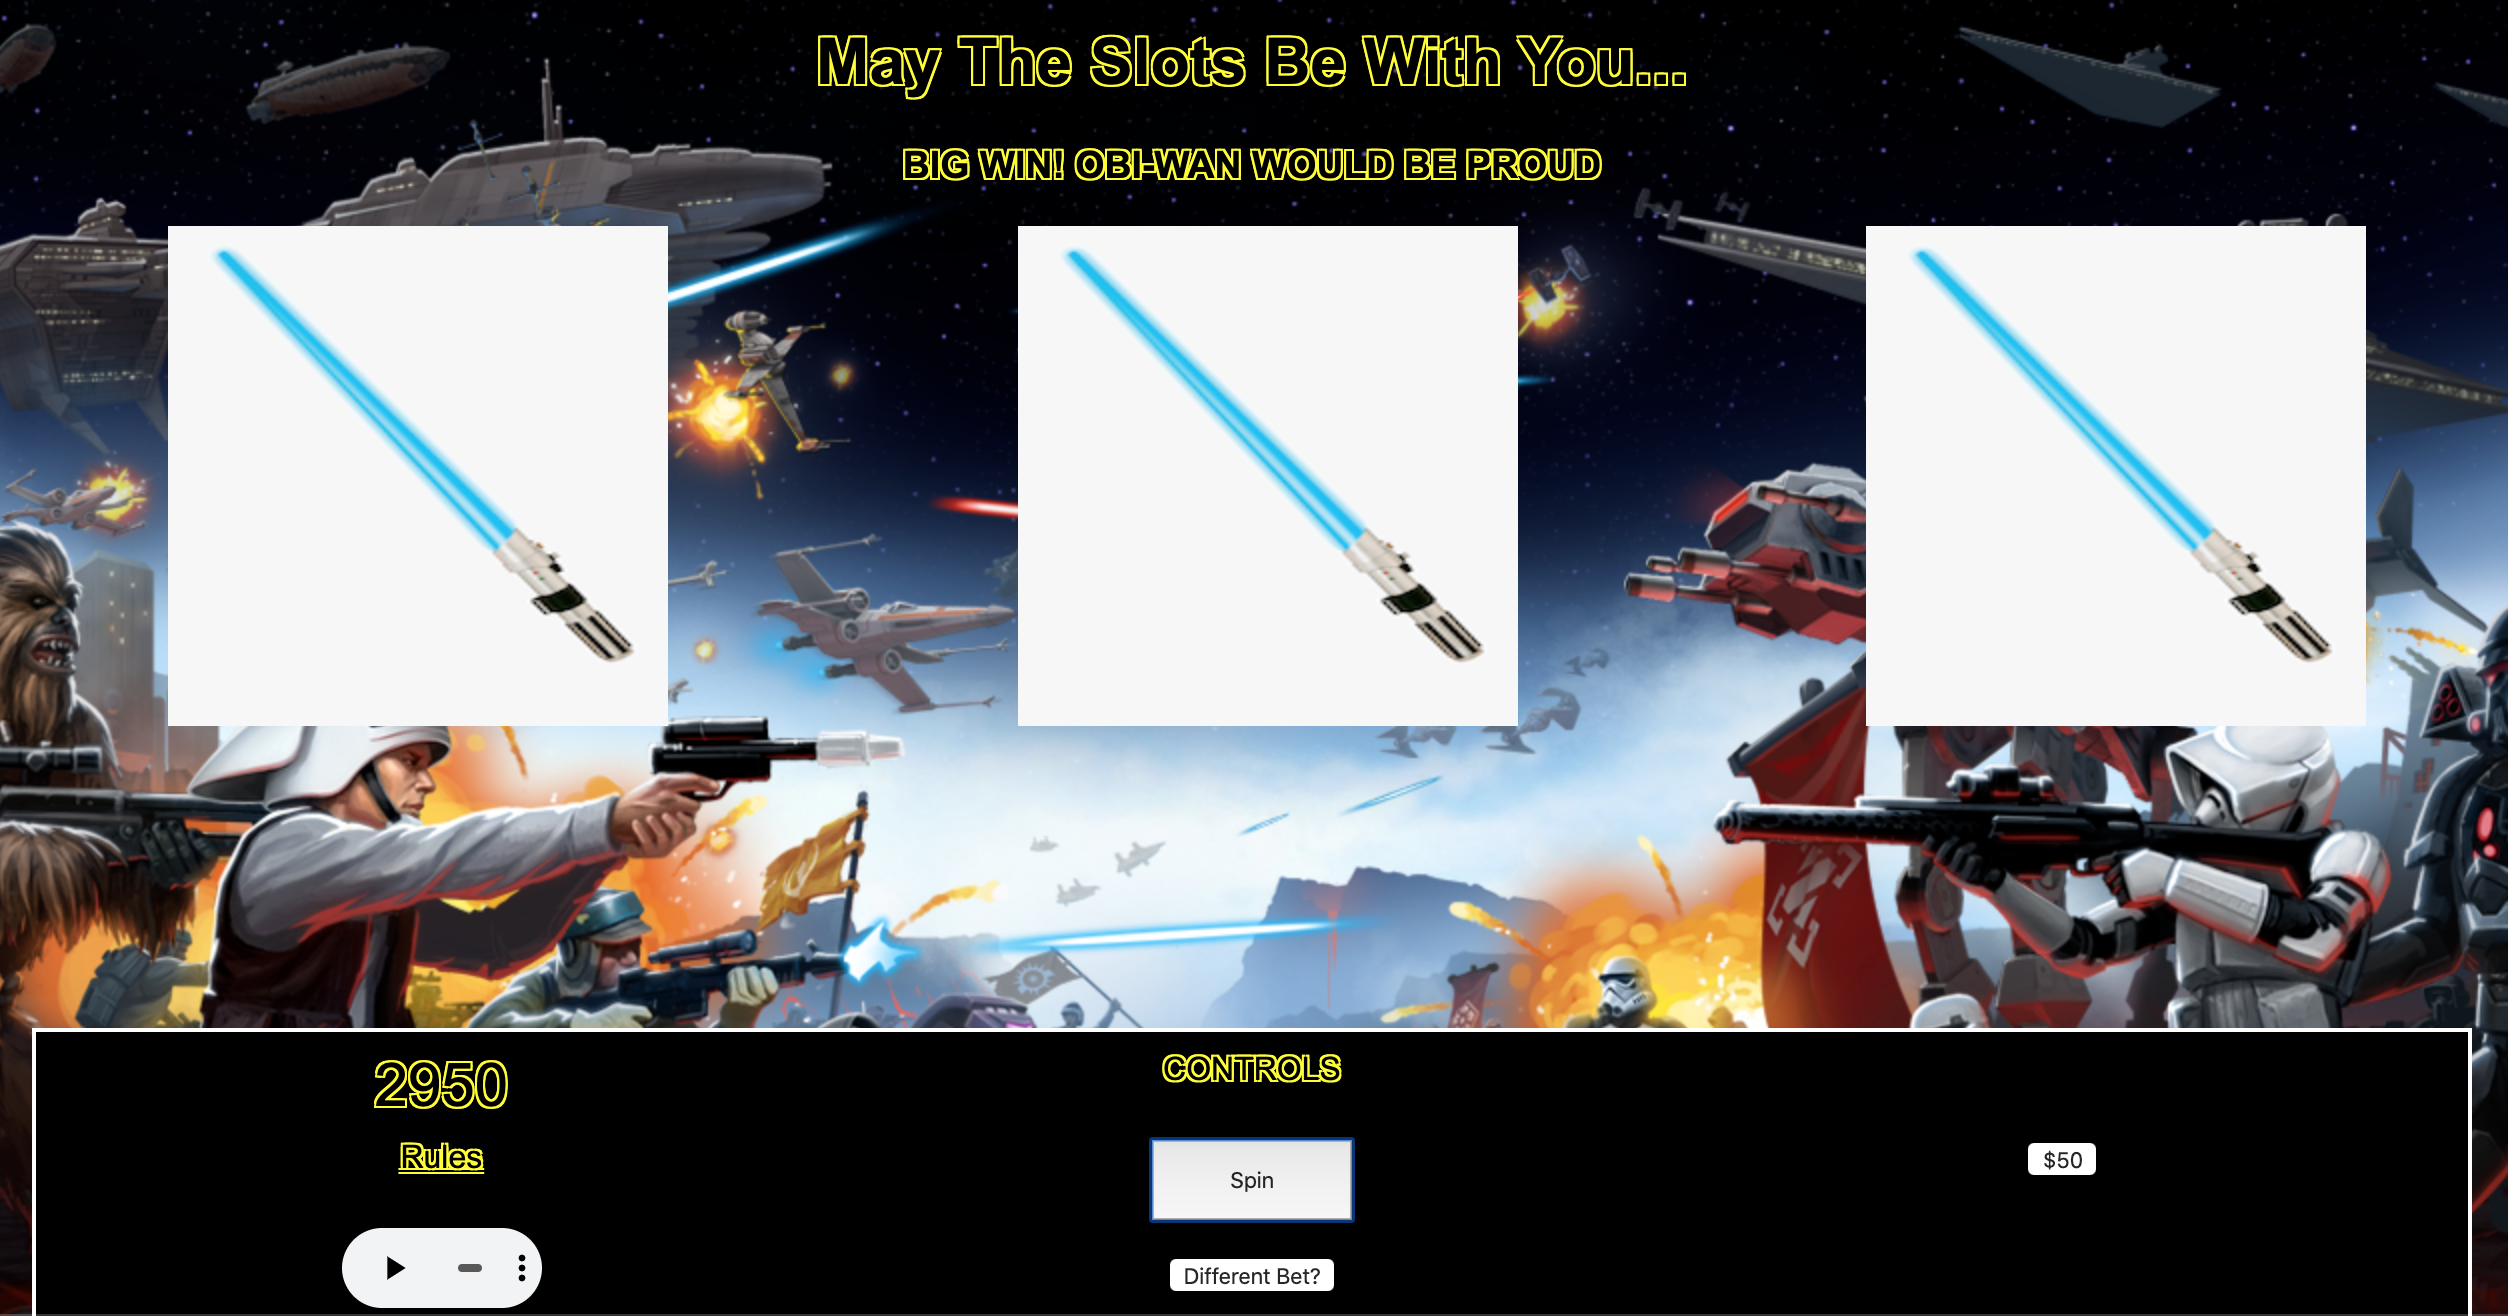 May The Slots Be With You...
BIG WIN! OBI-WAN WOULD BE PROUD
2950
Rules
CONTROLS
Spin
Different Bet?
$50